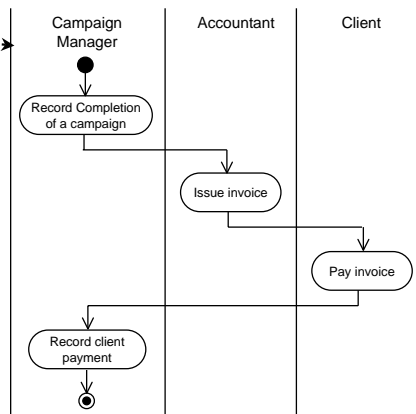 Campaign
Manager
Accountant
Client
Record Completion
of a campaign
Issue invoice
Pay invoice
Record client
payment